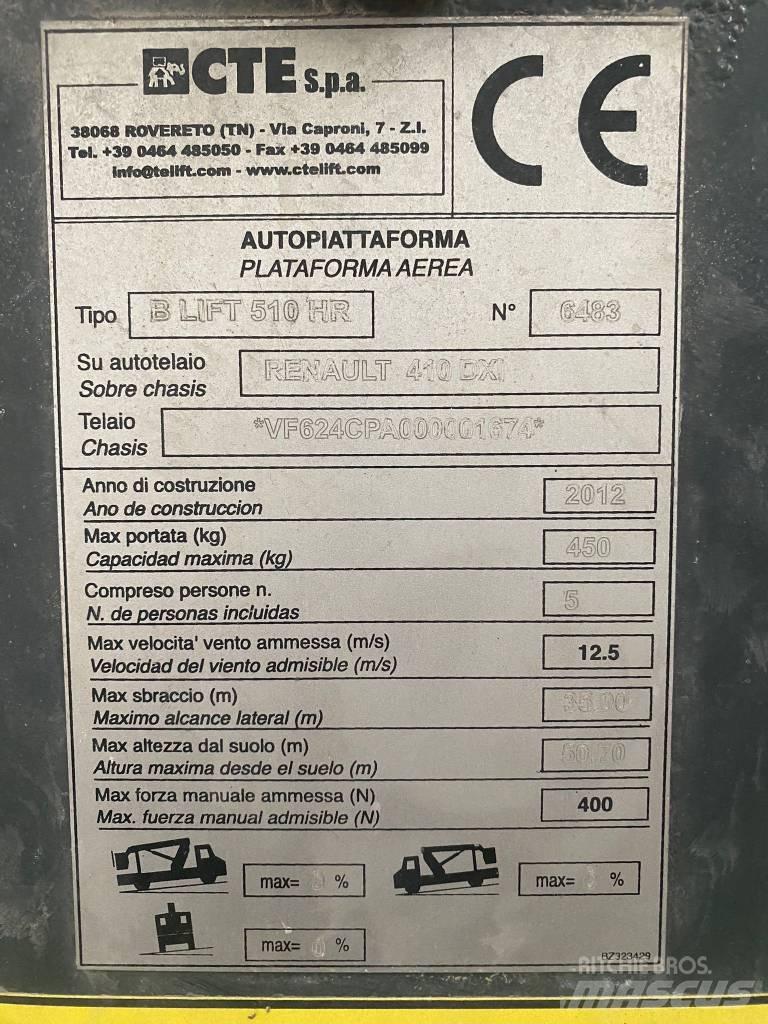 CTE s.p.a.
38068 ROVERETO (TN) - Via Caproni, 7 - Z.I.
Tel. +39 0464 485050 - Fax +39 0464 485099
info@telift.com - www.ctelift.com
CE
AUTOPIATTAFORMA
PLATAFORMA AEREA
Tipo B LIFT 510 HR N° 6483
Su autotelaio
Sobre chasis
RENAULT 410 DXI
Telaio
Chasis
*VF624CPA000001674*
Anno di costruzione
Ano de construccion
2012
Max portata (kg)
Capacidad maxima (kg)
450
Compreso persone n.
N. de personas incluidas
5
Max velocita' vento ammessa (m/s)
Velocidad del viento admisible (m/s)
12.5
Max sbraccio (m)
Maximo alcance lateral (m)
35.00
Max altezza dal suolo (m)
Altura maxima desde el suelo (m)
Max forza manuale ammessa (N)
Max. fuerza manual admisible (N)
400
max= %
max= %
max= %
BZ323429
RITCHIE BROS.
MASCUS